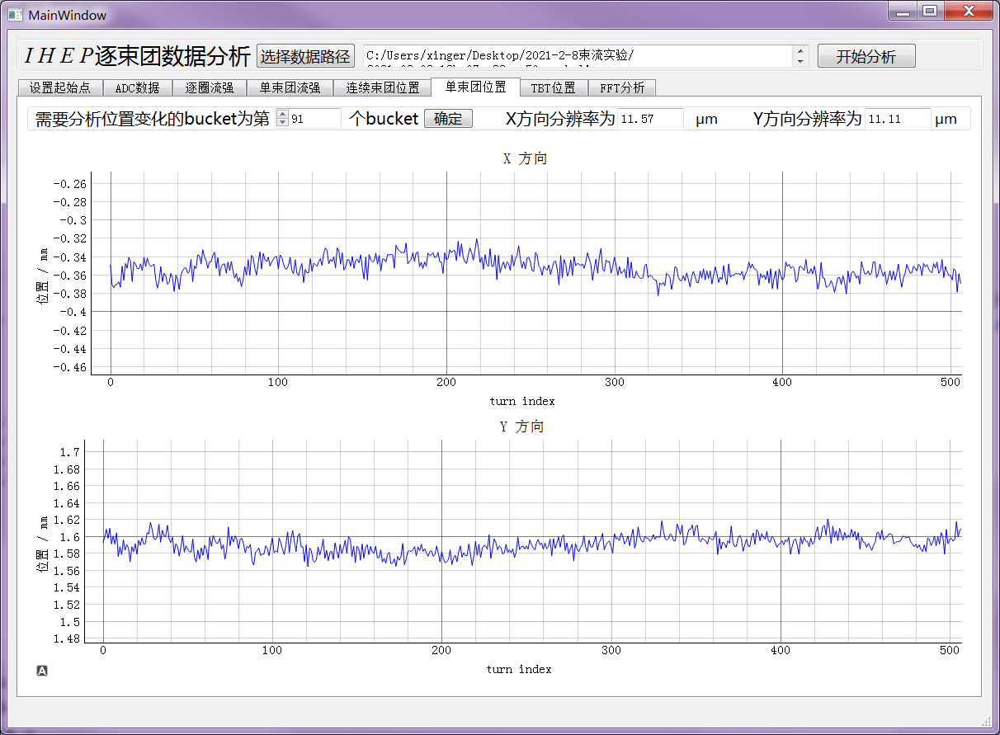 MainWindow
IHEP逐束团数据分析 选择数据路径 C:/Users/xinger/Desktop/2021-2-8束流实验/ 开始分析
设置起始点 ADC数据 逐圈流强 单束团流强 连续束团位置 单束团位置 TBT位置 FFT分析
需要分析位置变化的bucket为第 91 个bucket 确定 X方向分辨率为 11.57 μm Y方向分辨率为 11.11 μm
X 方向
-0.26
-0.28
-0.3
-0.32
-0.34
-0.36
-0.38
-0.4
-0.42
-0.44
-0.46
位置 / mm
0 100 200 300 400 500
turn index
Y 方向
1.7
1.68
1.66
1.64
1.62
1.6
1.58
1.56
1.54
1.52
1.5
1.48
位置 / mm
0 100 200 300 400 500
turn index
A